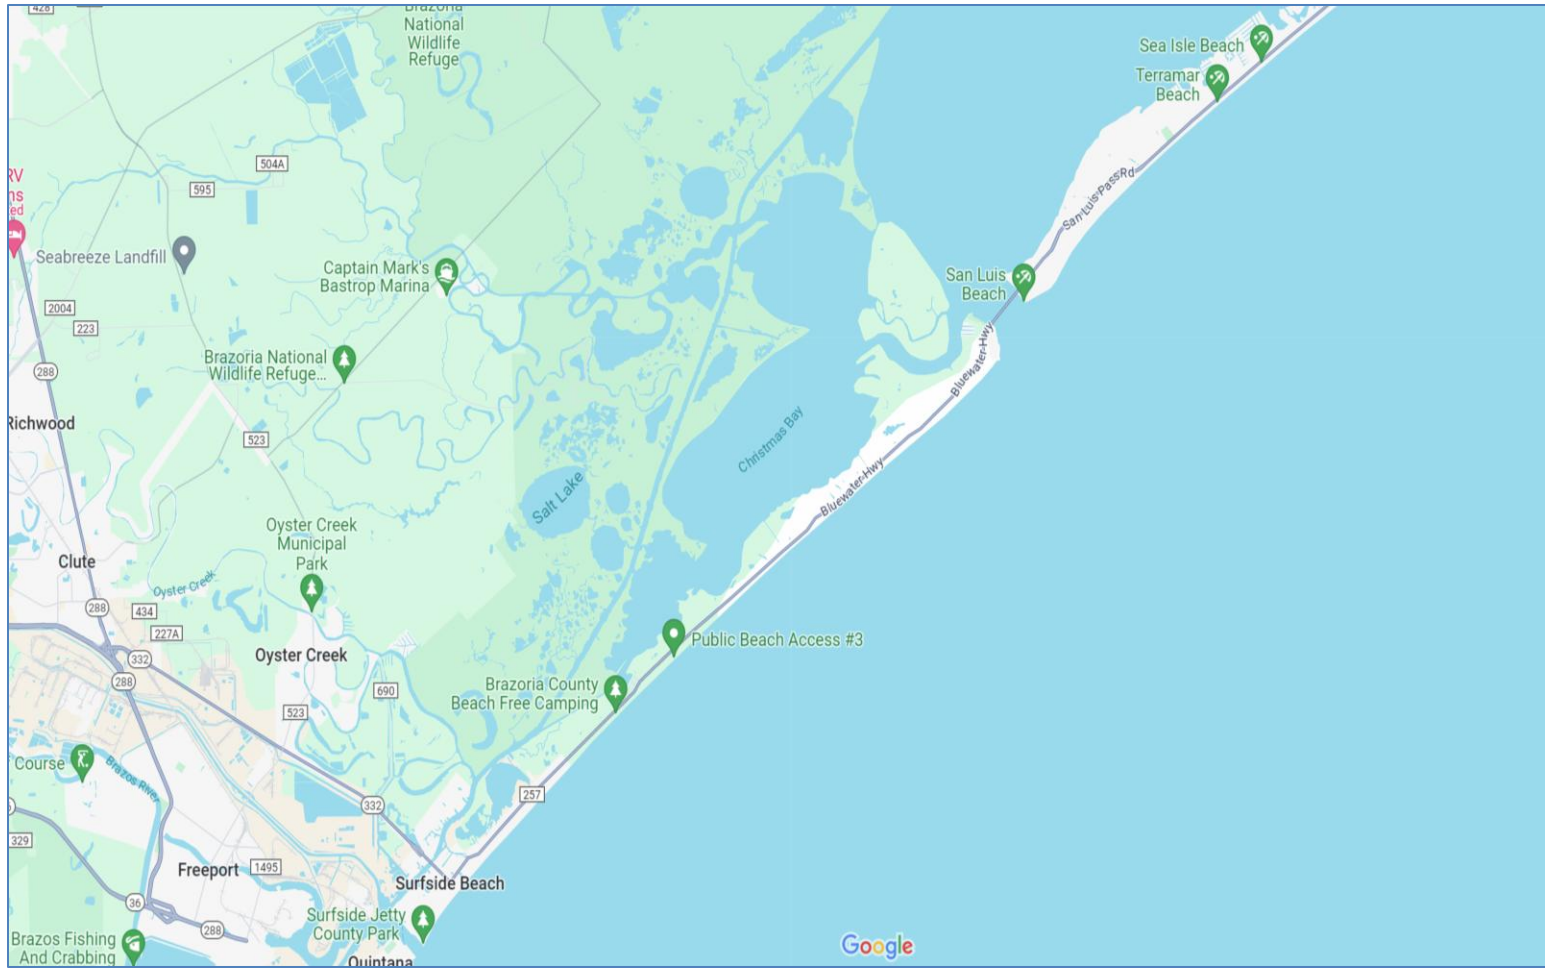 428
Brazoria
National
Wildlife
Refuge
Sea Isle Beach
Terramar
Beach
504A
595
RV
ns
ed
San-Luis-Pass-Rd
Seabreeze Landfill
Captain Mark's
Bastrop Marina
San Luis
Beach
2004
223
Bluewater-Hwy
288
Brazoria National
Wildlife Refuge...
Richwood
523
Christmas Bay
Bluewater-Hwy
Salt Lake
Oyster Creek
Municipal
Park
Clute
Oyster Creek
288
434
227A
Public Beach Access #3
332
Oyster Creek
288
690
Brazoria County
Beach Free Camping
523
Course
Brazos River
257
332
329
Freeport
1495
Surfside Beach
36
Surfside Jetty
County Park
288
Brazos Fishing
And Crabbing
Google
Quintana